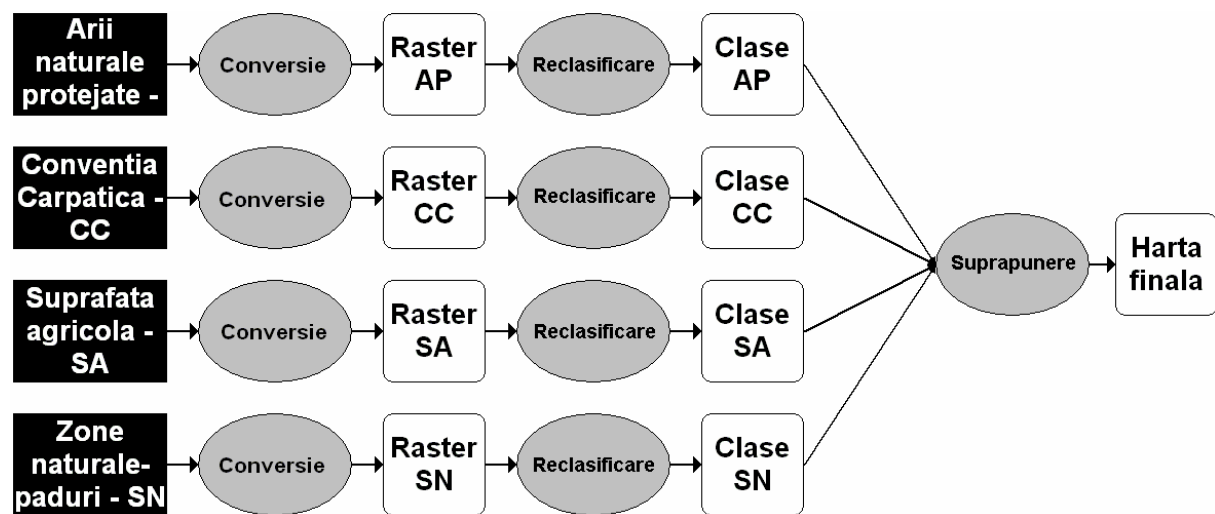 Arii
naturale
protejate -
Conversie
Raster
AP
Reclasificare
Clase
AP
Conventia
Carpatica -
CC
Conversie
Raster
CC
Reclasificare
Clase
CC
Suprafata
agricola -
SA
Conversie
Raster
SA
Reclasificare
Clase
SA
Zone
naturale-
paduri - SN
Conversie
Raster
SN
Reclasificare
Clase
SN
Suprapunere
Harta
finala